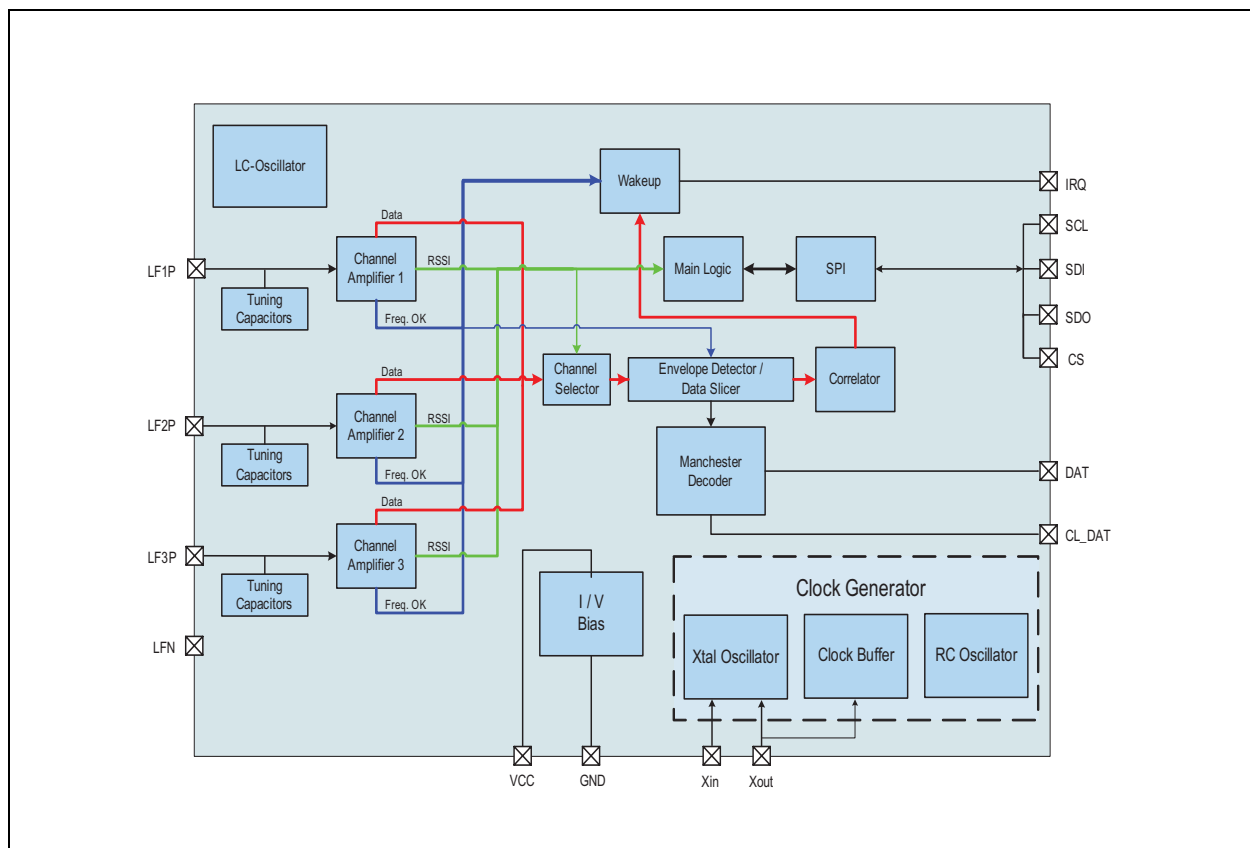 LC-Oscillator
Wakeup
IRQ
Data
SCL
LF1P
Channel
Amplifier 1
RSSI
Main Logic
SPI
SDI
Tuning
Capacitors
Freq. OK
SDO
CS
Data
Channel
Selector
Envelope Detector /
Data Slicer
Correlator
LF2P
Channel
Amplifier 2
RSSI
Tuning
Capacitors
Freq. OK
Manchester
Decoder
DAT
Data
LF3P
Channel
Amplifier 3
RSSI
CL_DAT
Tuning
Capacitors
Freq. OK
I / V
Bias
Clock Generator
LFN
Xtal Oscillator
Clock Buffer
RC Oscillator
VCC
GND
Xin
Xout